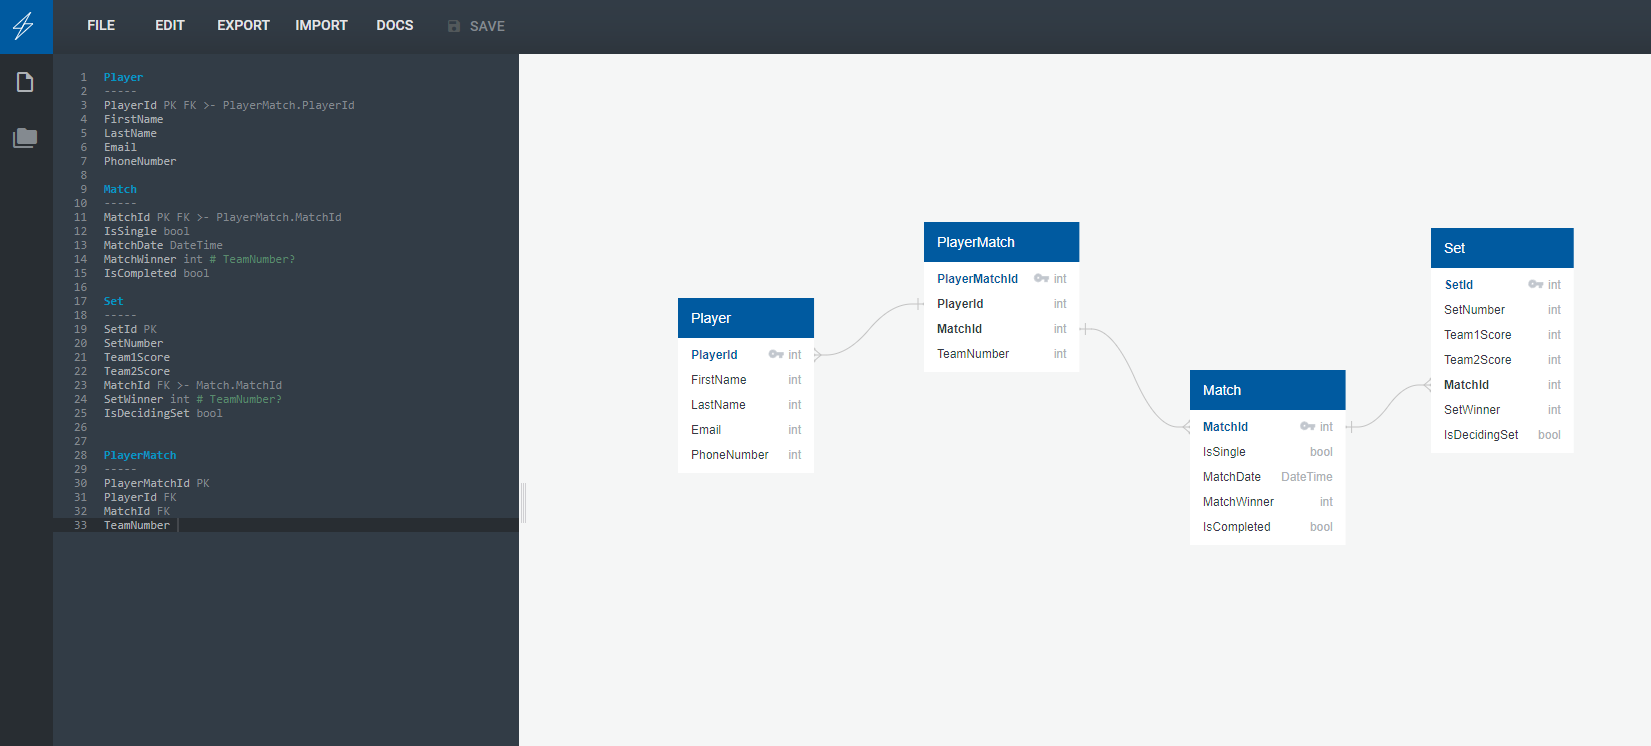 FILE EDIT EXPORT IMPORT DOCS SAVE
1 Player
2 -----
3 PlayerId PK FK >- PlayerMatch.PlayerId
4 FirstName
5 LastName
6 Email
7 PhoneNumber
8
9 Match
10 -----
11 MatchId PK FK >- PlayerMatch.MatchId
12 IsSingle bool
13 MatchDate DateTime
14 MatchWinner int # TeamNumber?
15 IsCompleted bool
16
17 Set
18 -----
19 SetId PK
20 SetNumber
21 Team1Score
22 Team2Score
23 MatchId FK >- Match.MatchId
24 SetWinner int # TeamNumber?
25 IsDecidingSet bool
26
27
28 PlayerMatch
29 -----
30 PlayerMatchId PK
31 PlayerId FK
32 MatchId FK
33 TeamNumber
Player
PlayerId int
FirstName int
LastName int
Email int
PhoneNumber int
PlayerMatch
PlayerMatchId int
PlayerId int
MatchId int
TeamNumber int
Match
MatchId int
IsSingle bool
MatchDate DateTime
MatchWinner int
IsCompleted bool
Set
SetId int
SetNumber int
Team1Score int
Team2Score int
MatchId int
SetWinner int
IsDecidingSet bool